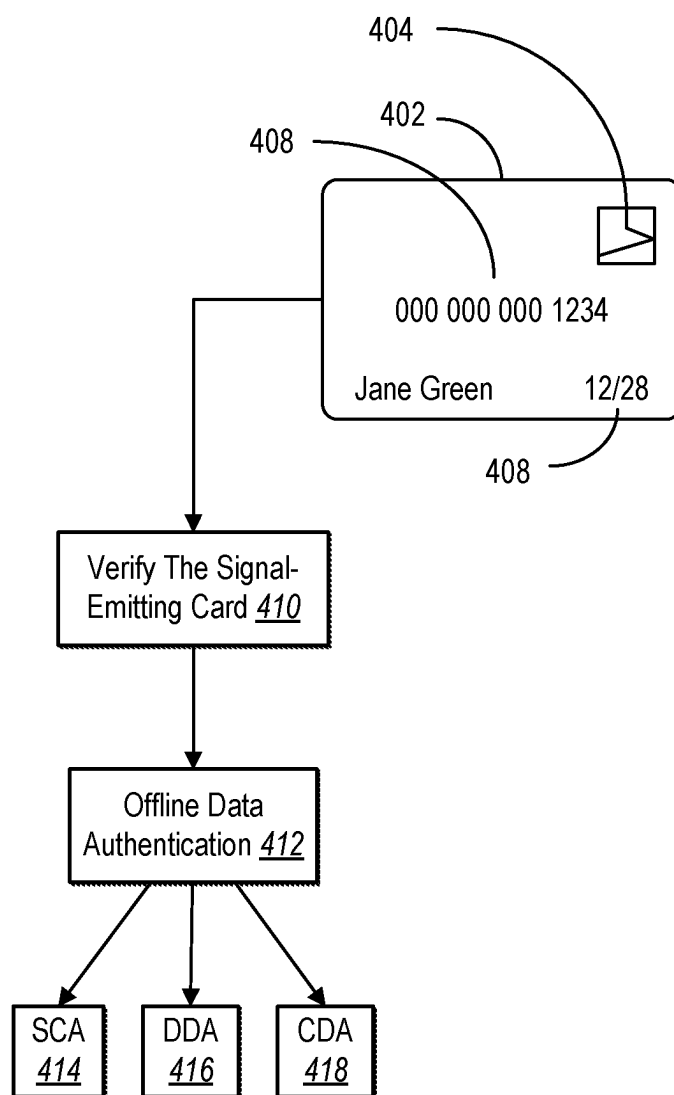 404
402
408
000 000 000 1234
Jane Green 12/28
408
Verify The Signal-
Emitting Card 410
Offline Data
Authentication 412
SCA DDA CDA
414 416 418